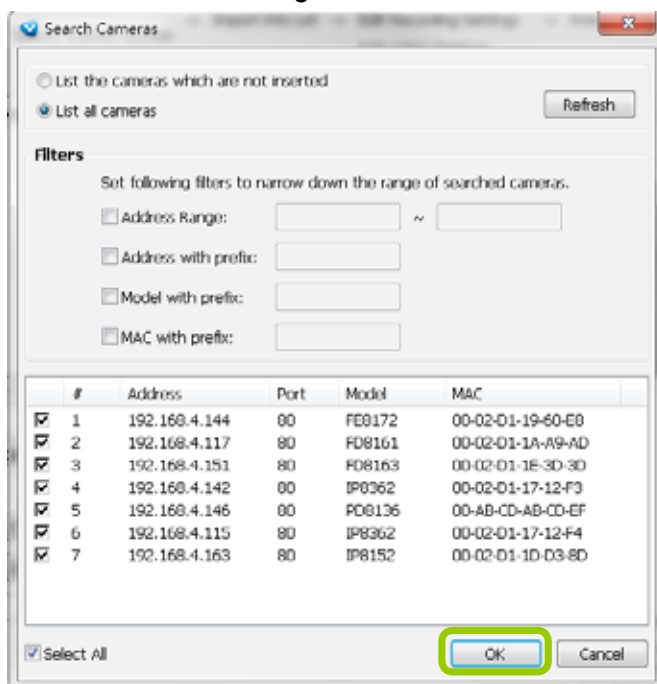 Search Cameras
List the cameras which are not inserted
List all cameras
Refresh
Filters
Set following filters to narrow down the range of searched cameras.
Address Range: ~
Address with prefix:
Model with prefix:
MAC with prefix:
# Address Port Model MAC
1 192.168.4.144 80 FE8172 00-02-D1-19-60-E8
2 192.168.4.117 80 FD8161 00-02-D1-1A-A9-AD
3 192.168.4.151 80 FD8163 00-02-D1-1E-3D-3D
4 192.168.4.142 80 IP8362 00-02-D1-17-12-F3
5 192.168.4.146 80 PD8136 00-AB-CD-AB-CD-EF
6 192.168.4.115 80 IP8362 00-02-D1-17-12-F4
7 192.168.4.163 80 IP8152 00-02-D1-1D-D3-8D
Select All
OK Cancel